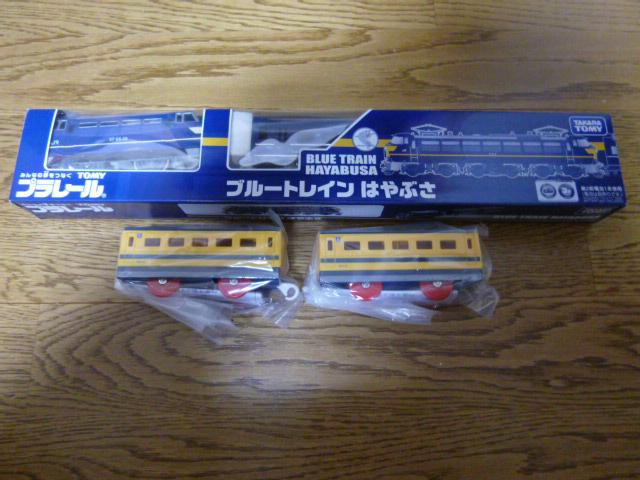 みんなの夢をつなぐ TOMY
プラレール
BLUE TRAIN
HAYABUSA
ブルートレイン はやぶさ
TAKARA
TOMY